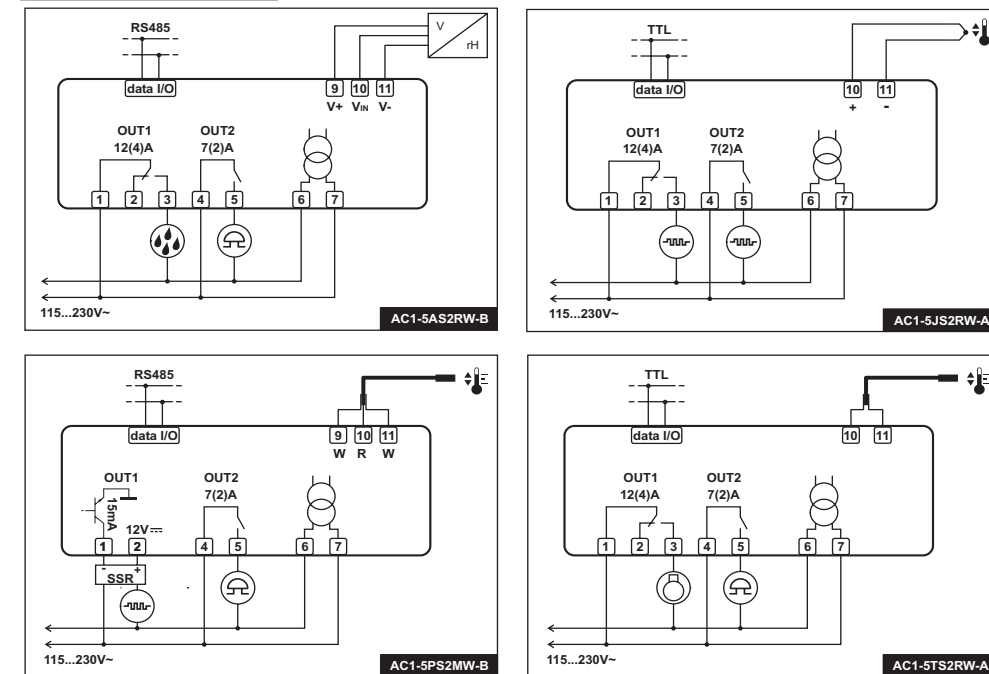 RS485
V
rH
data I/O
9 10 11
V+ VIN V-
OUT1 OUT2
12(4)A 7(2)A
1 2 3 4 5 6 7
115...230V~
AC1-5AS2RW-B
TTL
data I/O
10 11
+ -
OUT1 OUT2
12(4)A 7(2)A
1 2 3 4 5 6 7
115...230V~
AC1-5JS2RW-A
RS485
data I/O
9 10 11
W R W
OUT1 OUT2
7(2)A
15mA
12V
1 2 4 5 6 7
- +
SSR
115...230V~
AC1-5PS2MW-B
TTL
data I/O
10 11
OUT1 OUT2
12(4)A 7(2)A
1 2 3 4 5 6 7
115...230V~
AC1-5TS2RW-A